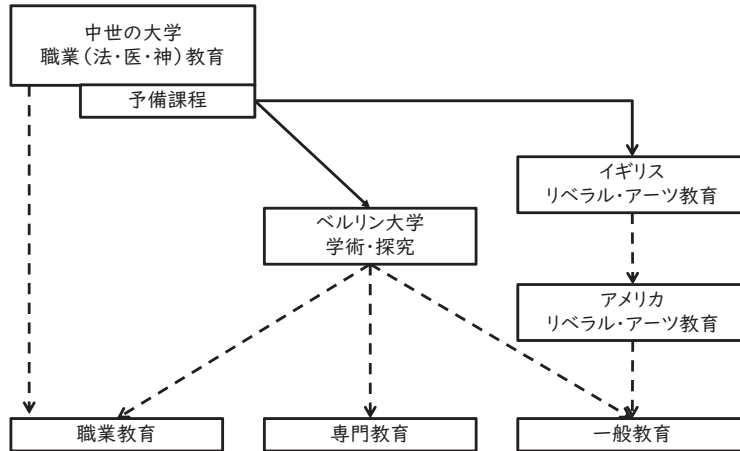 中世の大学
職業(法・医・神)教育
予備課程
イギリス
リベラル・アーツ教育
ベルリン大学
学術・探究
アメリカ
リベラル・アーツ教育
職業教育
専門教育
一般教育